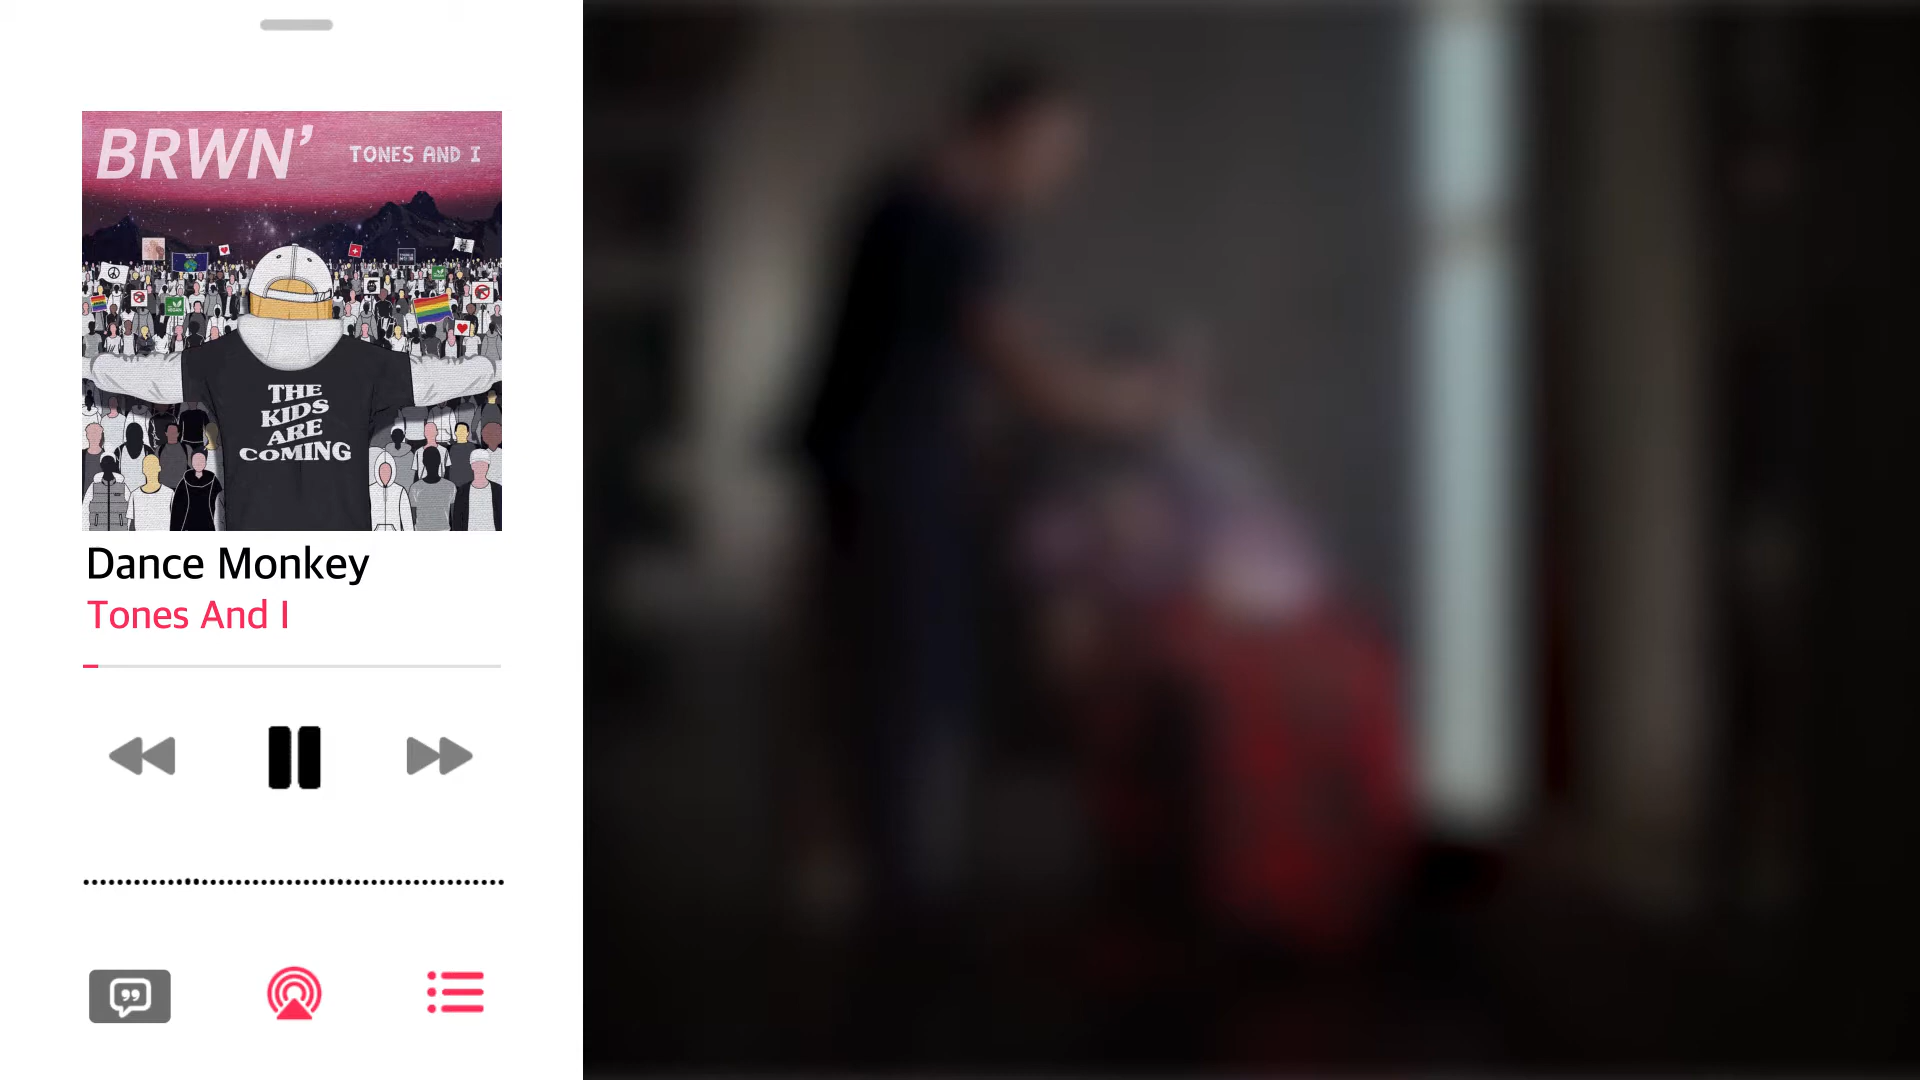 BRWN’ TONES AND I
THE
KIDS
ARE
COMING
Dance Monkey
Tones And I